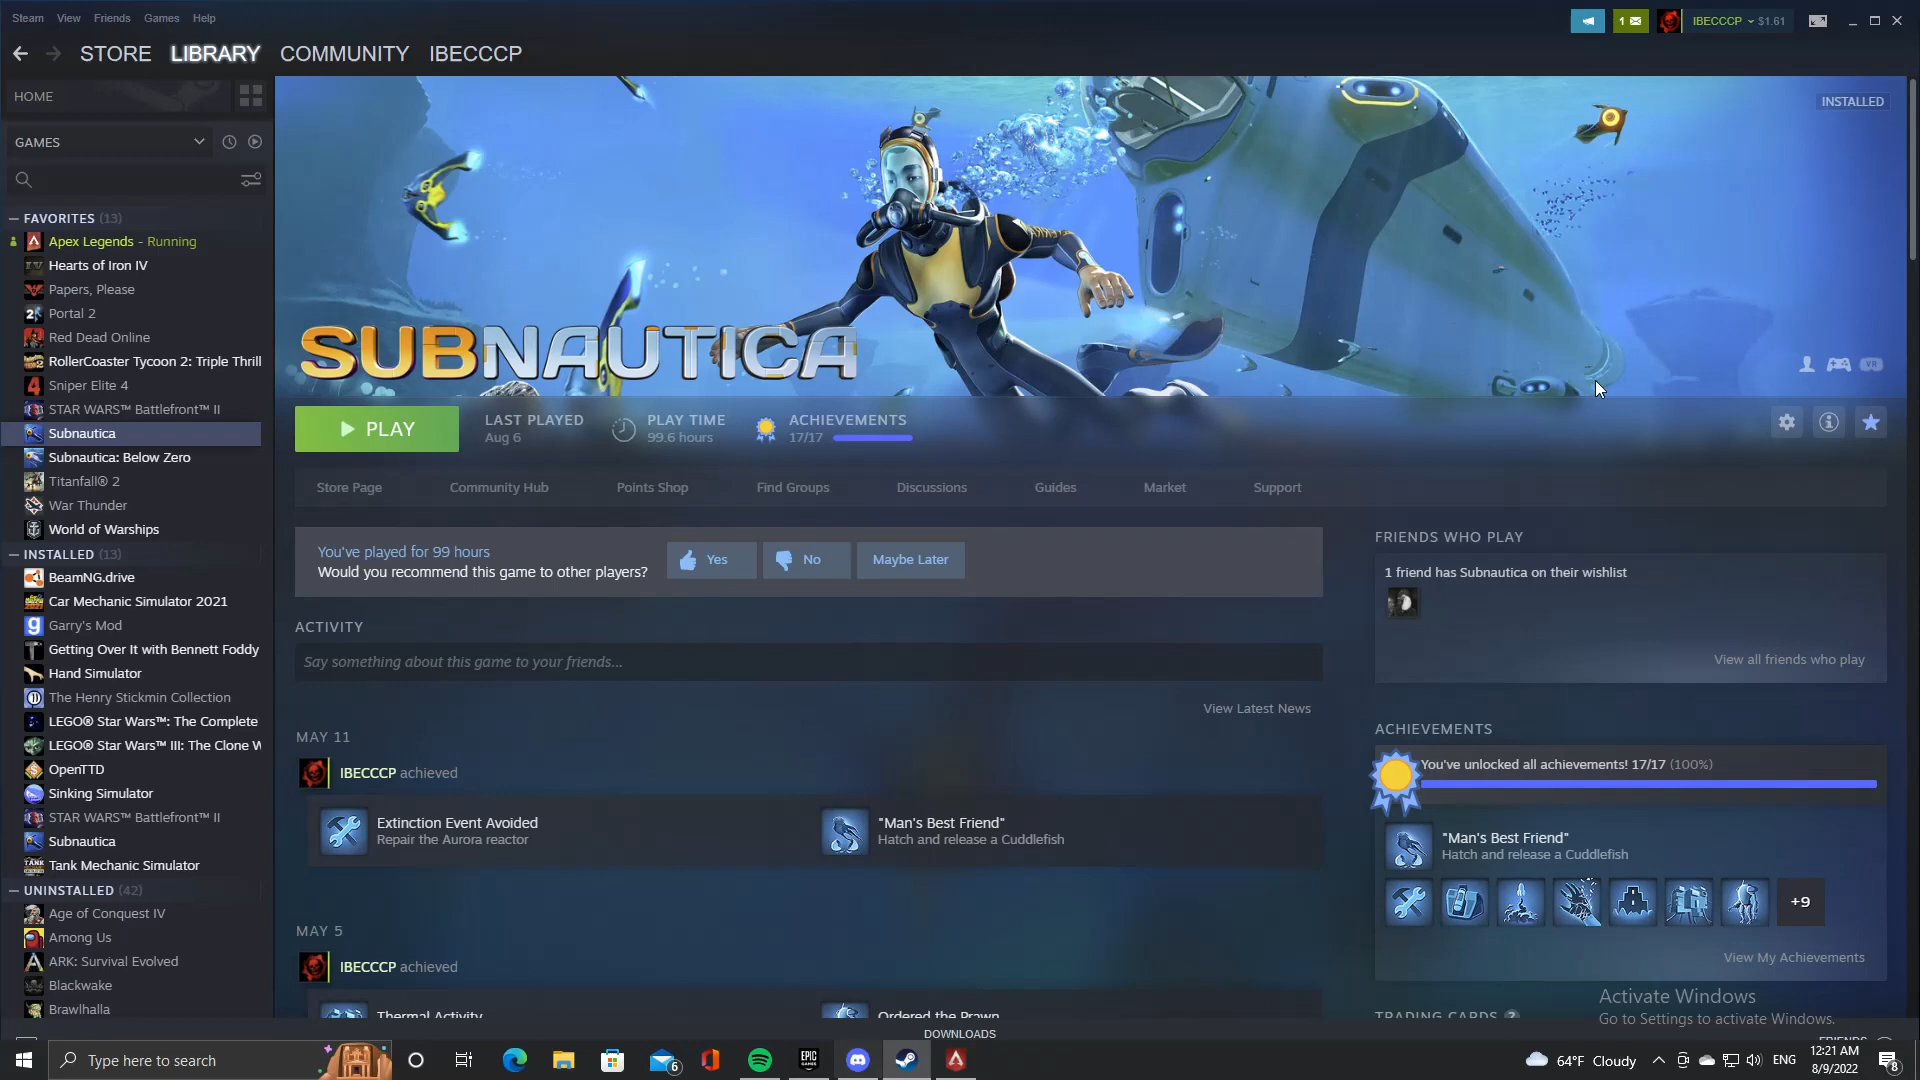 Steam View Friends Games Help
1
IBECCCP $1.61
STORE LIBRARY COMMUNITY IBECCCP
HOME
GAMES
FAVORITES (13)
Apex Legends - Running
Hearts of Iron IV
Papers, Please
Portal 2
Red Dead Online
RollerCoaster Tycoon 2: Triple Thrill
Sniper Elite 4
STAR WARS™ Battlefront™ II
Subnautica
Subnautica: Below Zero
Titanfall® 2
War Thunder
World of Warships
INSTALLED (13)
BeamNG.drive
Car Mechanic Simulator 2021
Garry's Mod
Getting Over It with Bennett Foddy
Hand Simulator
The Henry Stickmin Collection
LEGO® Star Wars™: The Complete
LEGO® Star Wars™ III: The Clone W
OpenTTD
Sinking Simulator
STAR WARS™ Battlefront™ II
Subnautica
Tank Mechanic Simulator
UNINSTALLED (42)
Age of Conquest IV
Among Us
ARK: Survival Evolved
Blackwake
Brawlhalla
INSTALLED
SUBNAUTICA
VR
PLAY
LAST PLAYED
Aug 6
PLAY TIME
99.6 hours
ACHIEVEMENTS
17/17
Store Page Community Hub Points Shop Find Groups Discussions Guides Market Support
You've played for 99 hours
Would you recommend this game to other players?
Yes No Maybe Later
ACTIVITY
Say something about this game to your friends...
View Latest News
MAY 11
IBECCCP achieved
Extinction Event Avoided
Repair the Aurora reactor
"Man's Best Friend"
Hatch and release a Cuddlefish
MAY 5
IBECCCP achieved
Thermal Activity
Ordered the Prawn
FRIENDS WHO PLAY
1 friend has Subnautica on their wishlist
View all friends who play
ACHIEVEMENTS
You've unlocked all achievements! 17/17 (100%)
"Man's Best Friend"
Hatch and release a Cuddlefish
+9
View My Achievements
TRADING CARDS ?
Activate Windows
Go to Settings to activate Windows.
DOWNLOADS
Type here to search
6
EPIC GAMES
64°F Cloudy
ENG
12:21 AM
8/9/2022
8